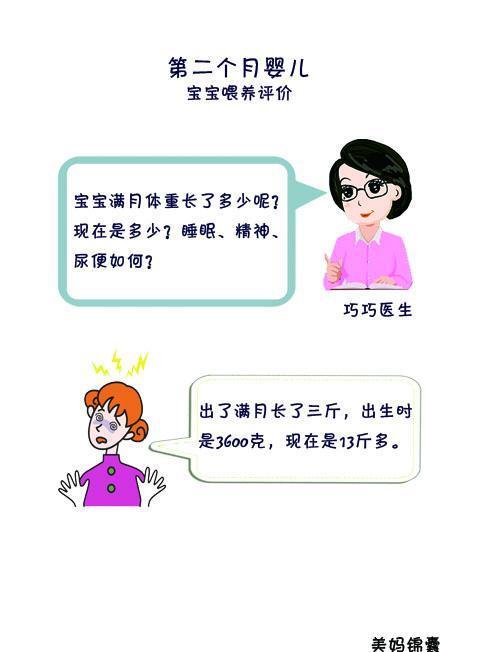 第二个月婴儿
宝宝喂养评价
宝宝满月体重长了多少呢?
现在是多少? 睡眠、精神、
尿便如何?
巧巧医生
出了满月长了三斤，出生时
是3600克，现在是13斤多。
美妈锦囊